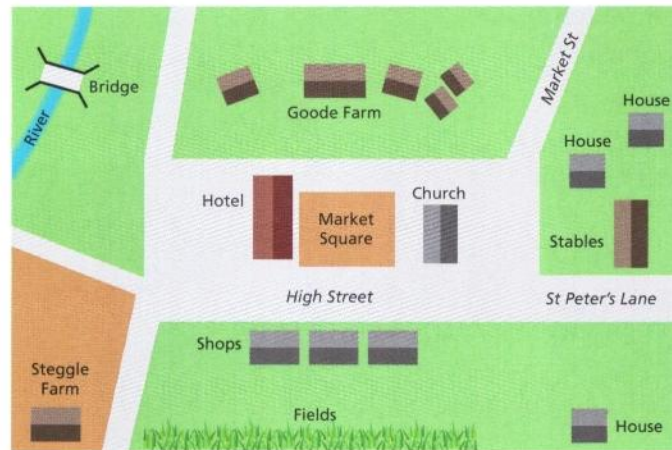 Market St
Bridge
River
Goode Farm
House
House
Hotel
Market
Square
Church
Stables
High Street
St Peter's Lane
Shops
Steggle
Farm
Fields
House